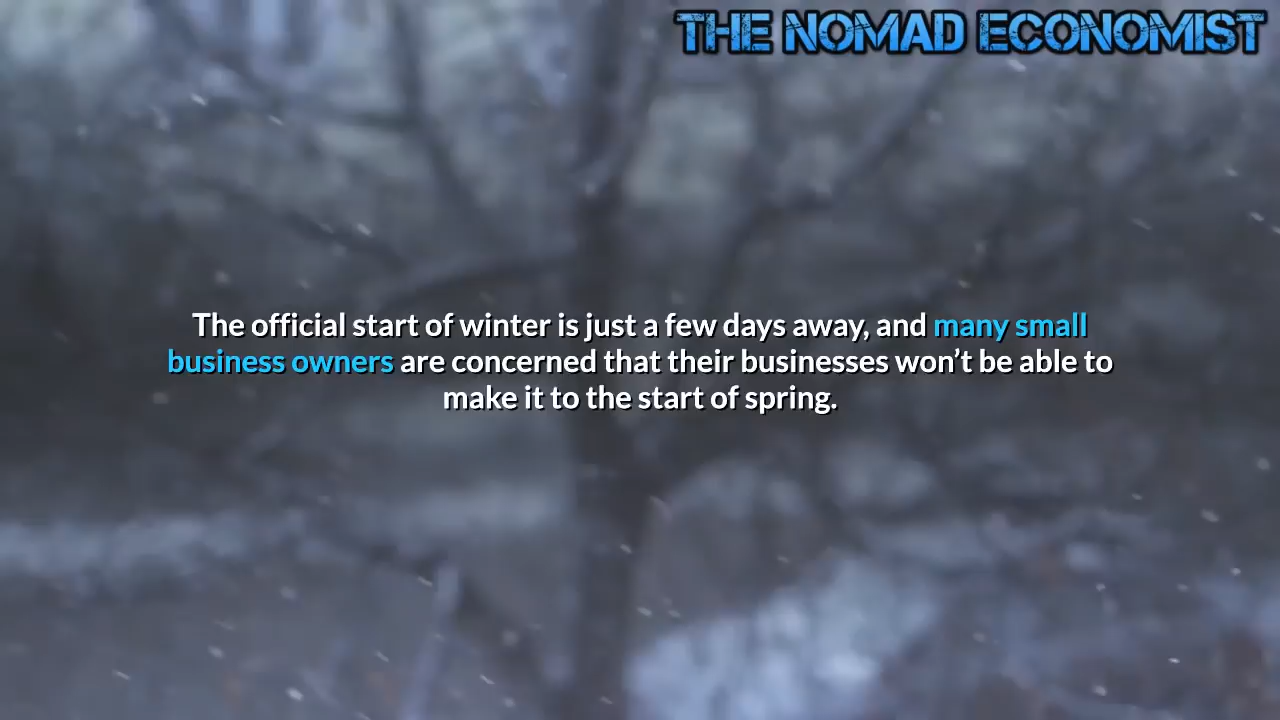 THE NOMAD ECONOMIST
The official start of winter is just a few days away, and many small
business owners are concerned that their businesses won’t be able to
make it to the start of spring.